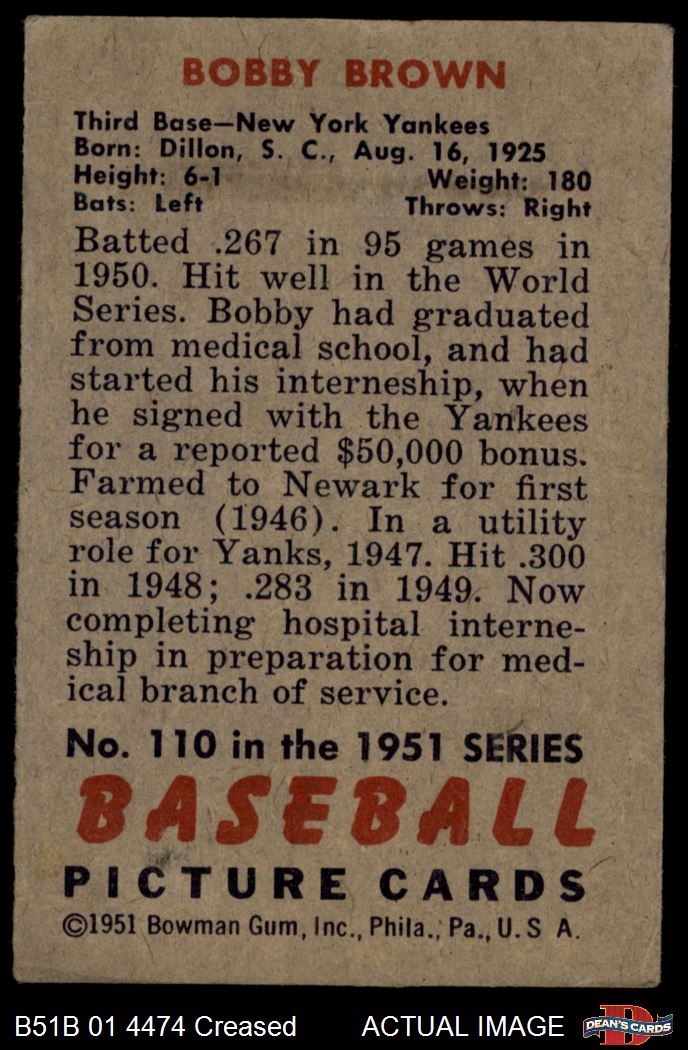 BOBBY BROWN
Third Base—New York Yankees
Born: Dillon, S. C., Aug. 16, 1925
Height: 6-1 Weight: 180
Bats: Left Throws: Right
Batted .267 in 95 games in
1950. Hit well in the World
Series. Bobby had graduated
from medical school, and had
started his interneship, when
he signed with the Yankees
for a reported $50,000 bonus.
Farmed to Newark for first
season (1946). In a utility
role for Yanks, 1947. Hit .300
in 1948; .283 in 1949. Now
completing hospital interne-
ship in preparation for med-
ical branch of service.
No. 110 in the 1951 SERIES
BASEBALL
PICTURE CARDS
©1951 Bowman Gum, Inc., Phila., Pa., U. S A.
B51B 01 4474 Creased ACTUAL IMAGE D DEAN'S CARDS